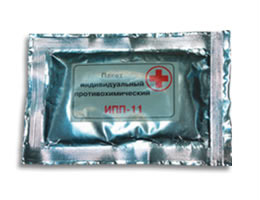 Пакет
индивидуальный
противохимический
ИПП-11